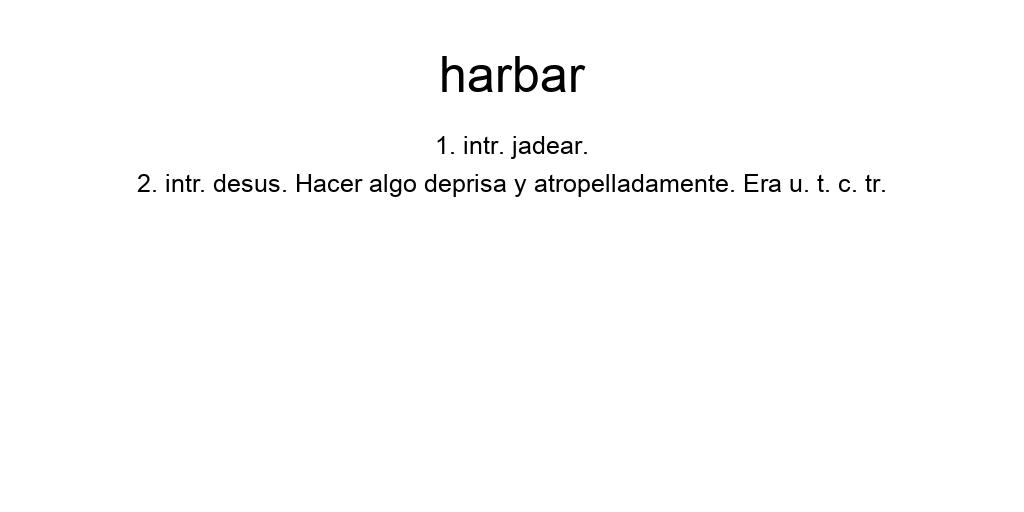 harbar
1. intr. jadear.
2. intr. desus. Hacer algo deprisa y atropelladamente. Era u. t. c. tr.